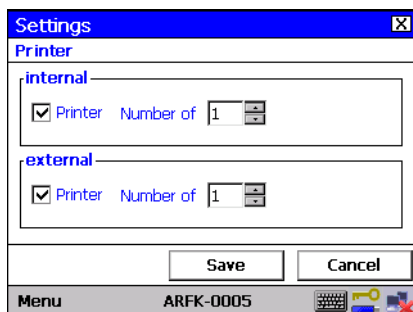 Settings X
Printer
internal
Printer Number of 1
external
Printer Number of 1
Save Cancel
Menu ARFK-0005